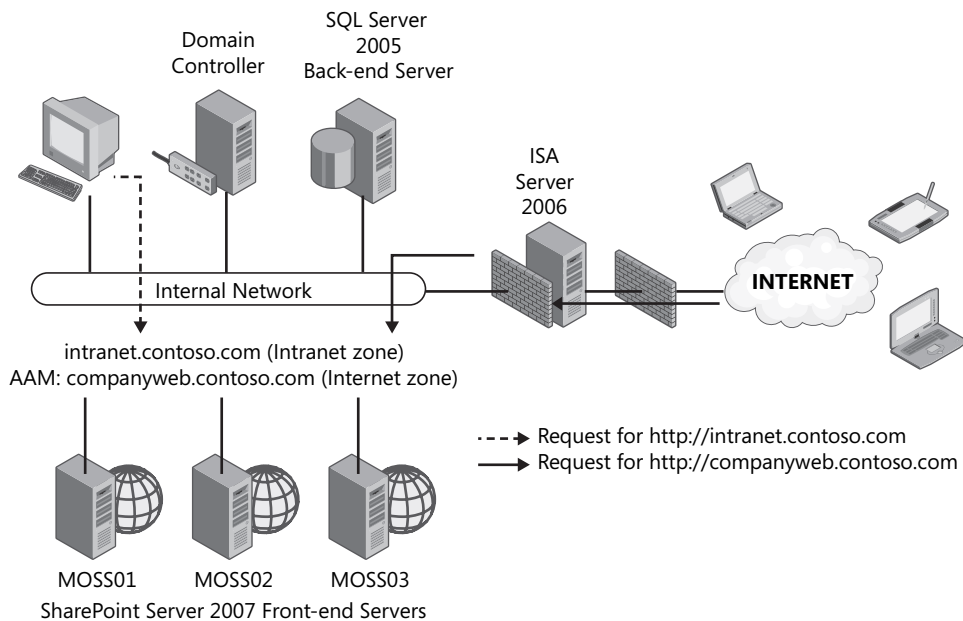 Domain
Controller
SQL Server
2005
Back-end Server
ISA
Server
2006
INTERNET
Internal Network
intranet.contoso.com (Intranet zone)
AAM: companyweb.contoso.com (Internet zone)
Request for http://intranet.contoso.com
Request for http://companyweb.contoso.com
MOSS01
MOSS02
MOSS03
SharePoint Server 2007 Front-end Servers